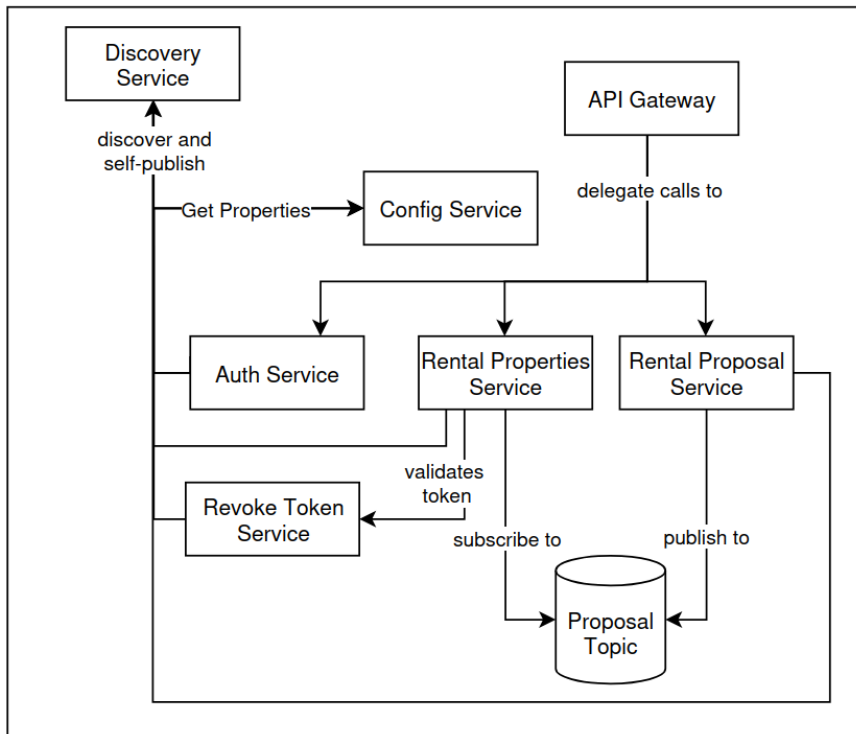 Discovery
Service
API Gateway
discover and
self-publish
delegate calls to
Get Properties
Config Service
Auth Service
Rental Properties
Service
Rental Proposal
Service
validates
token
Revoke Token
Service
subscribe to
publish to
Proposal
Topic